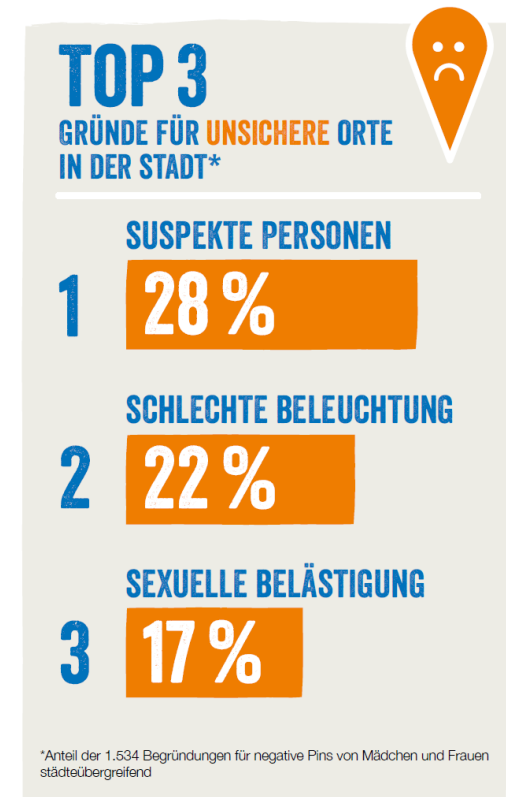 TOP 3
GRÜNDE FÜR UNSICHERE ORTE
IN DER STADT*
SUSPEKTE PERSONEN
1 28 %
SCHLECHTE BELEUCHTUNG
2 22 %
SEXUELLE BELÄSTIGUNG
3 17 %
*Anteil der 1.534 Begründungen für negative Pins von Mädchen und Frauen
städteübergreifend